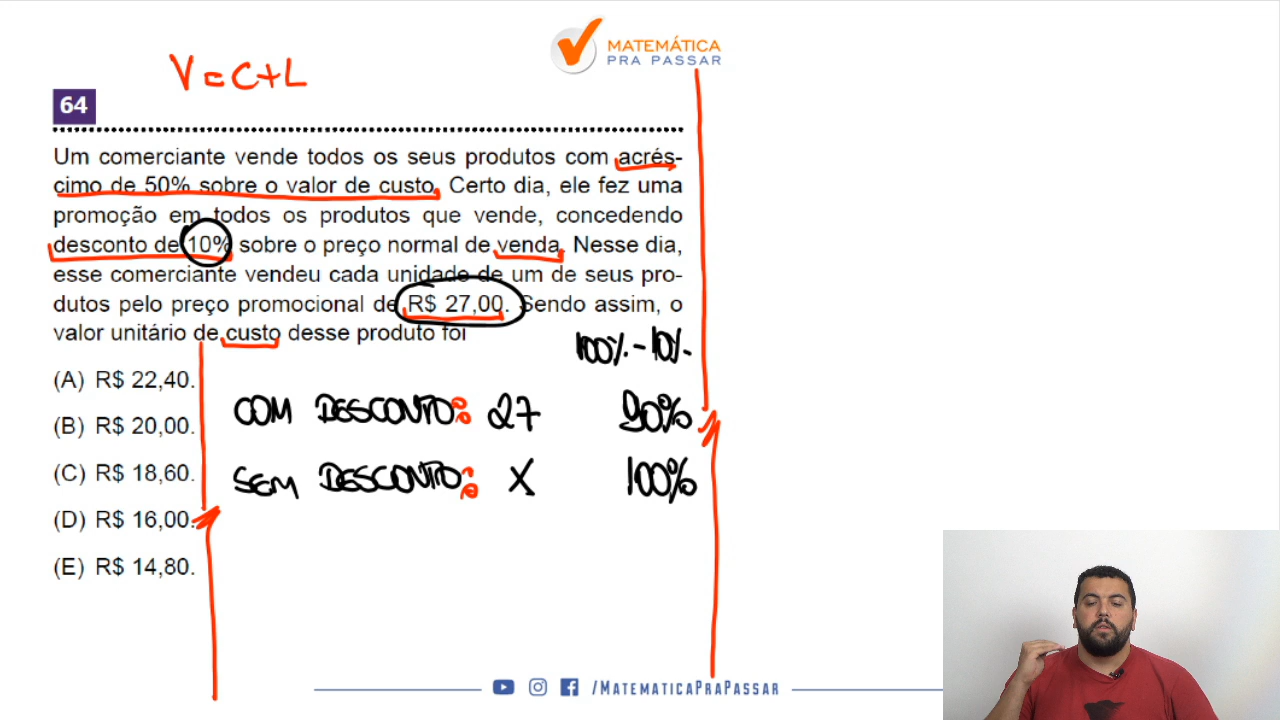 MATEMÁTICA
PRA PASSAR
V = C + L
64
Um comerciante vende todos os seus produtos com acrés-
cimo de 50% sobre o valor de custo. Certo dia, ele fez uma
promoção em todos os produtos que vende, concedendo
desconto de 10% sobre o preço normal de venda. Nesse dia,
esse comerciante vendeu cada unidade de um de seus pro-
dutos pelo preço promocional de R$ 27,00. Sendo assim, o
valor unitário de custo desse produto foi
100% - 10%
(A) R$ 22,40.
COM DESCONTO: 27 90%
(B) R$ 20,00.
(C) R$ 18,60.
SEM DESCONTO: X 100%
(D) R$ 16,00.
(E) R$ 14,80.
/MATEMATICAPRAPASSAR